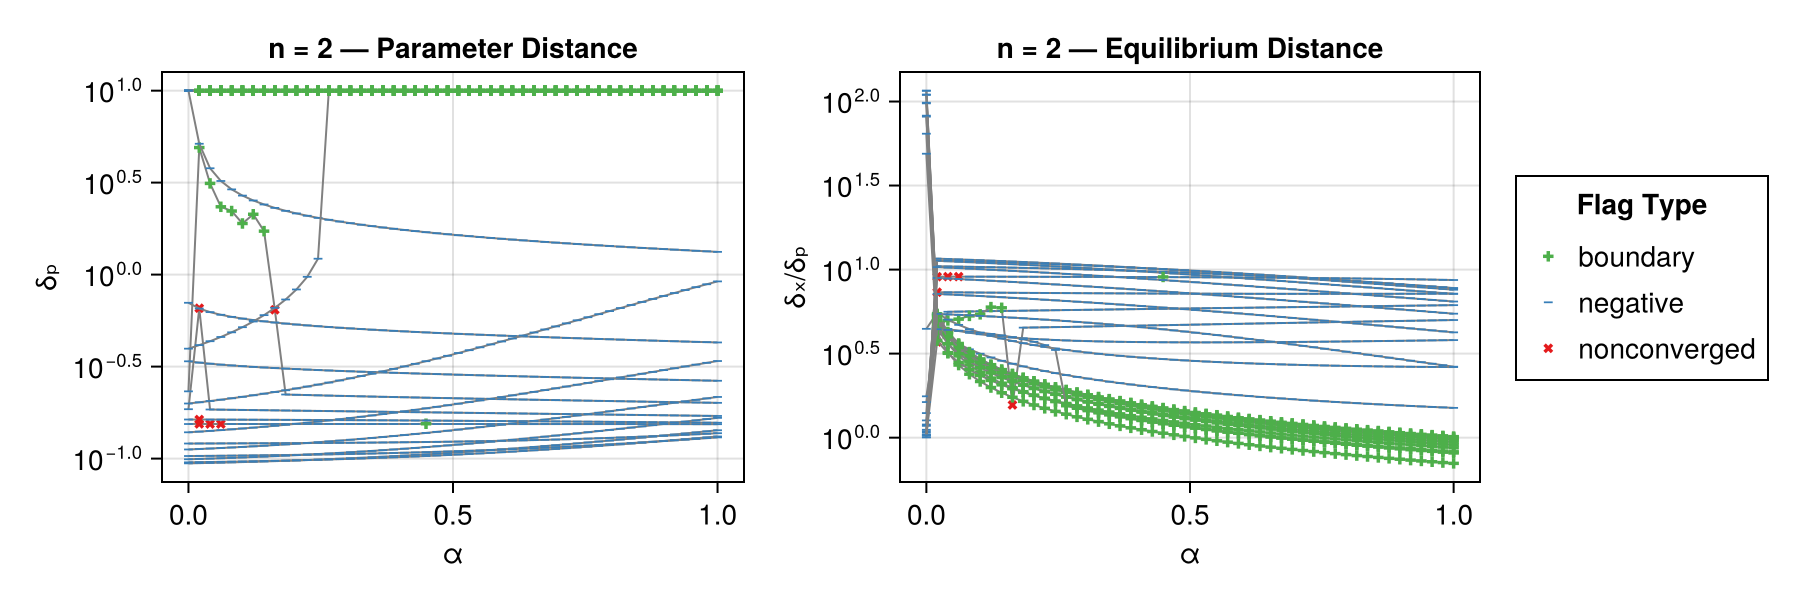 n = 2 — Parameter Distance
10^1.0
10^0.5
10^0.0
10^−0.5
10^−1.0
δₚ
0.0 0.5 1.0
α
n = 2 — Equilibrium Distance
10^2.0
10^1.5
10^1.0
10^0.5
10^0.0
δₓ/δₚ
0.0 0.5 1.0
α
Flag Type
boundary
negative
nonconverged